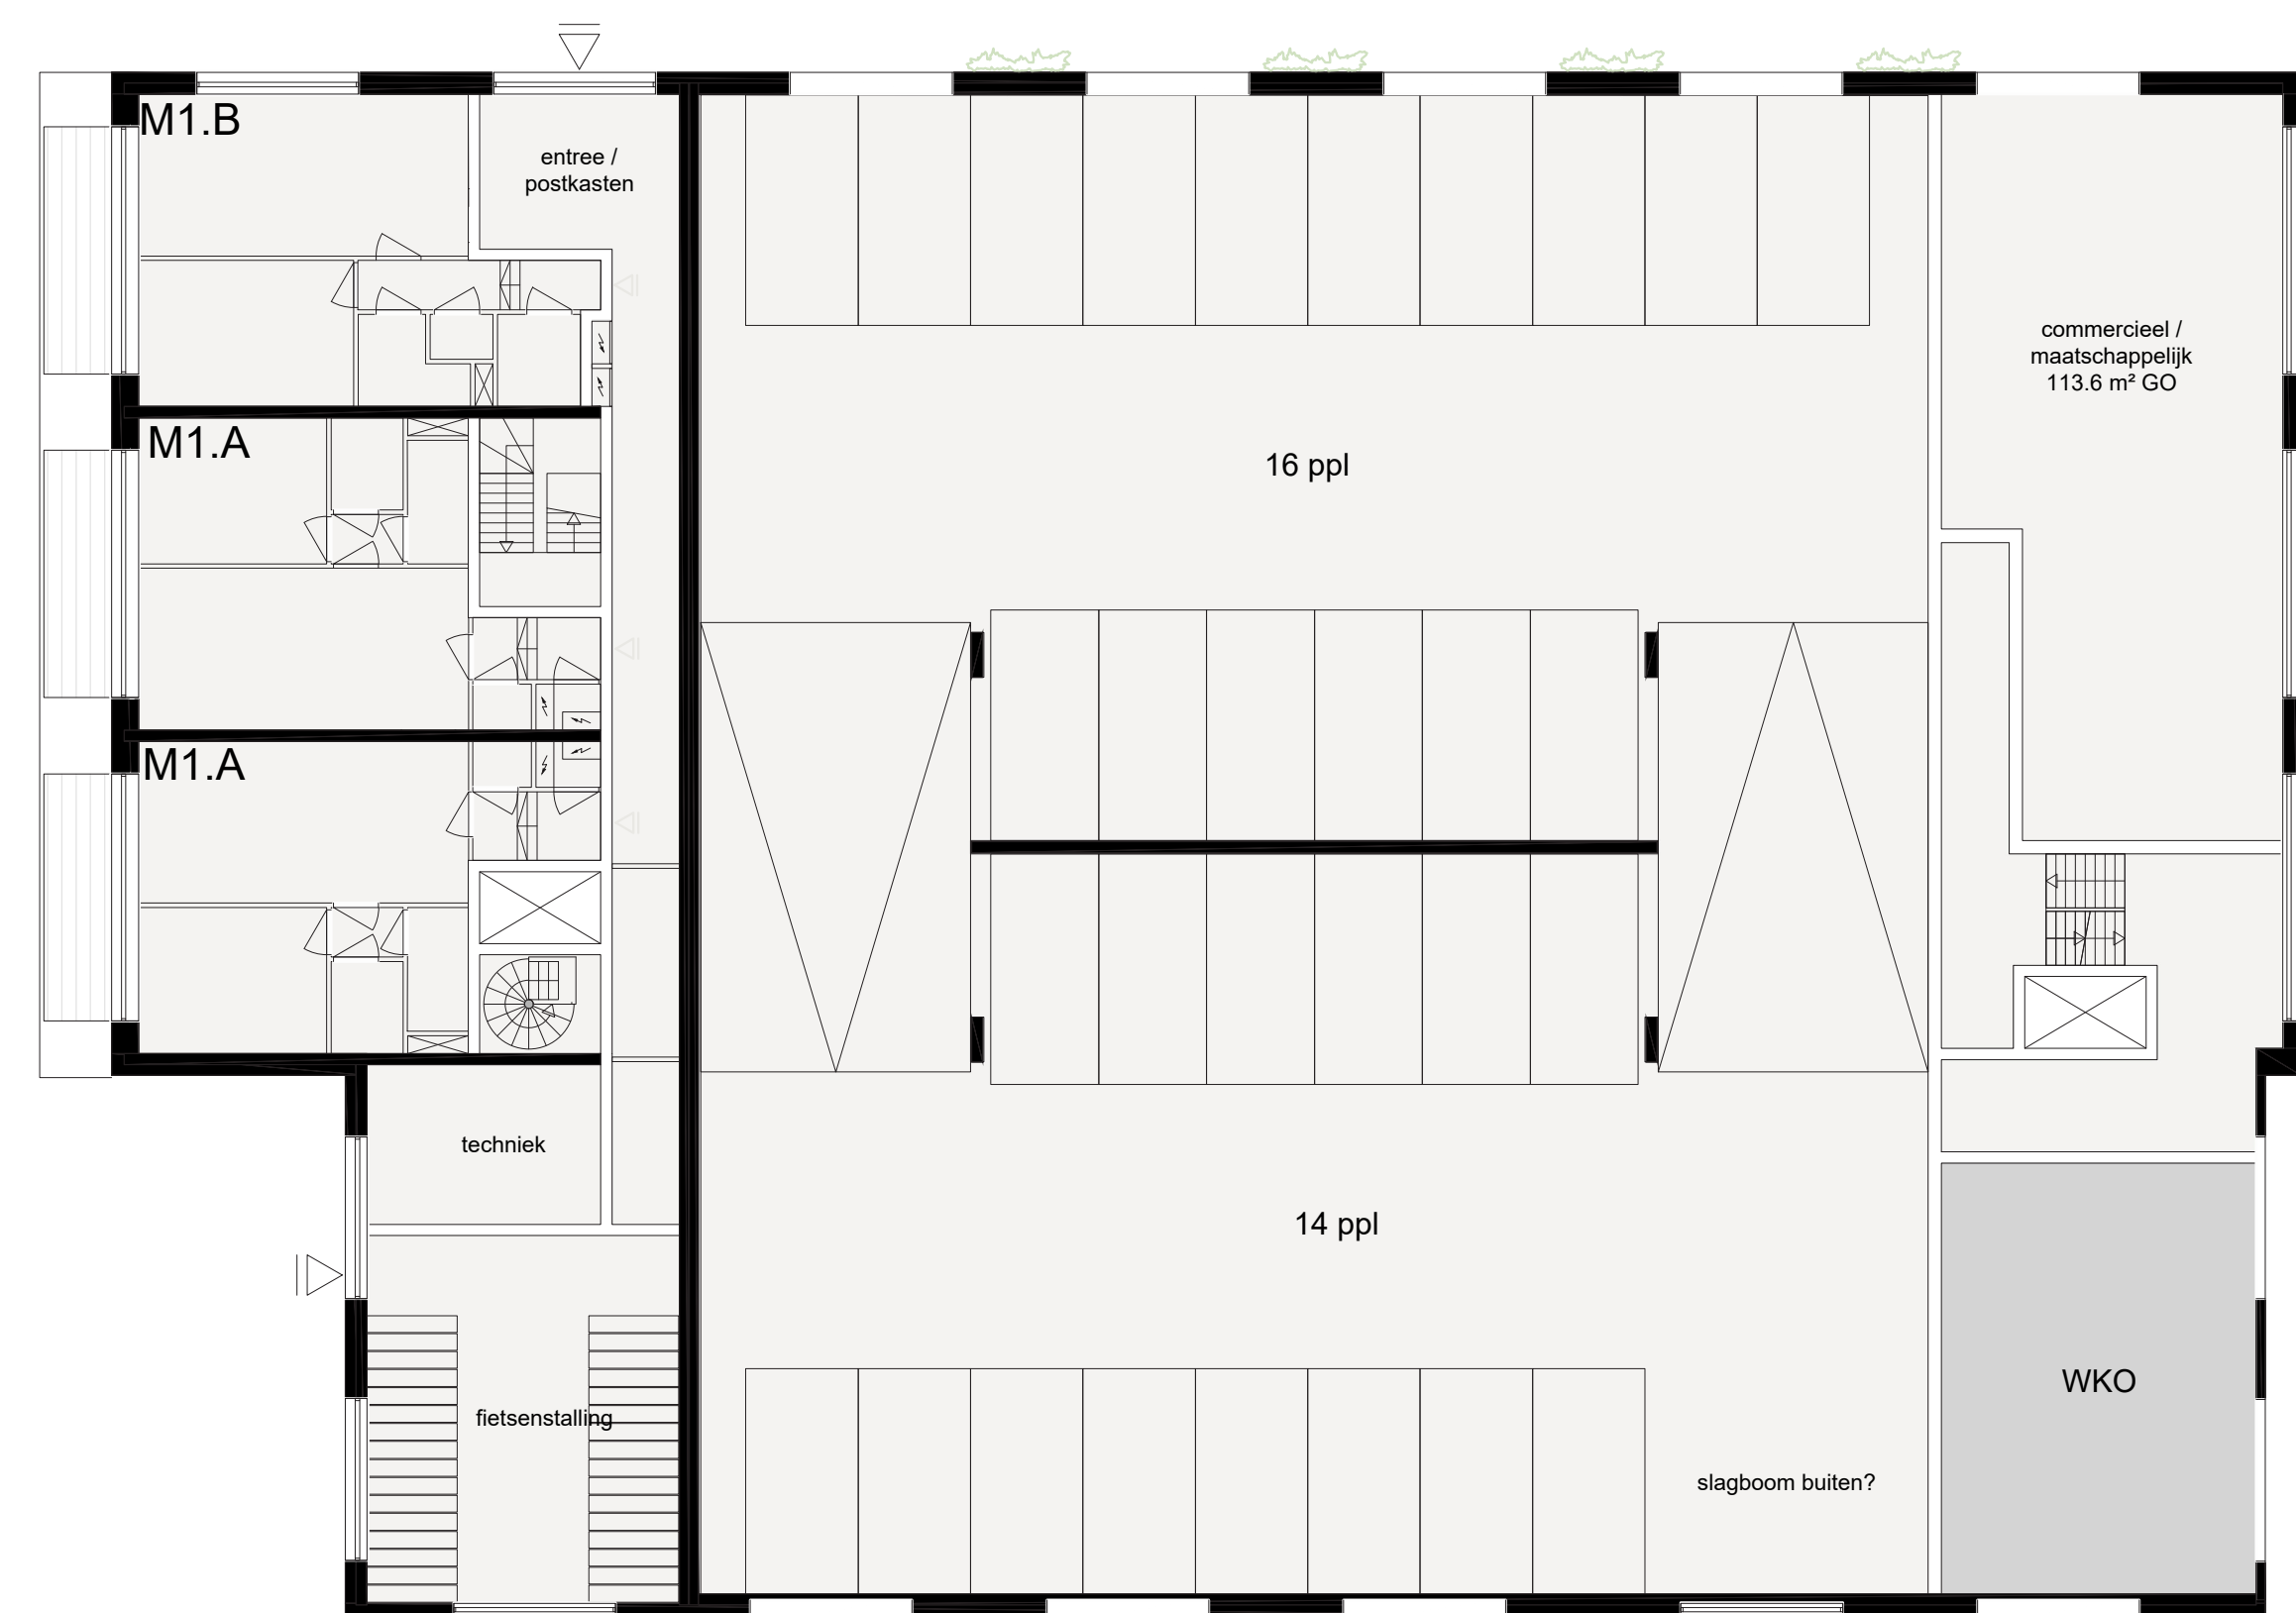 M1.B
entree /
postkasten
commercieel /
maatschappelijk
113.6 m² GO
M1.A
16 ppl
M1.A
techniek
14 ppl
WKO
fietsenstalling
slagboom buiten?